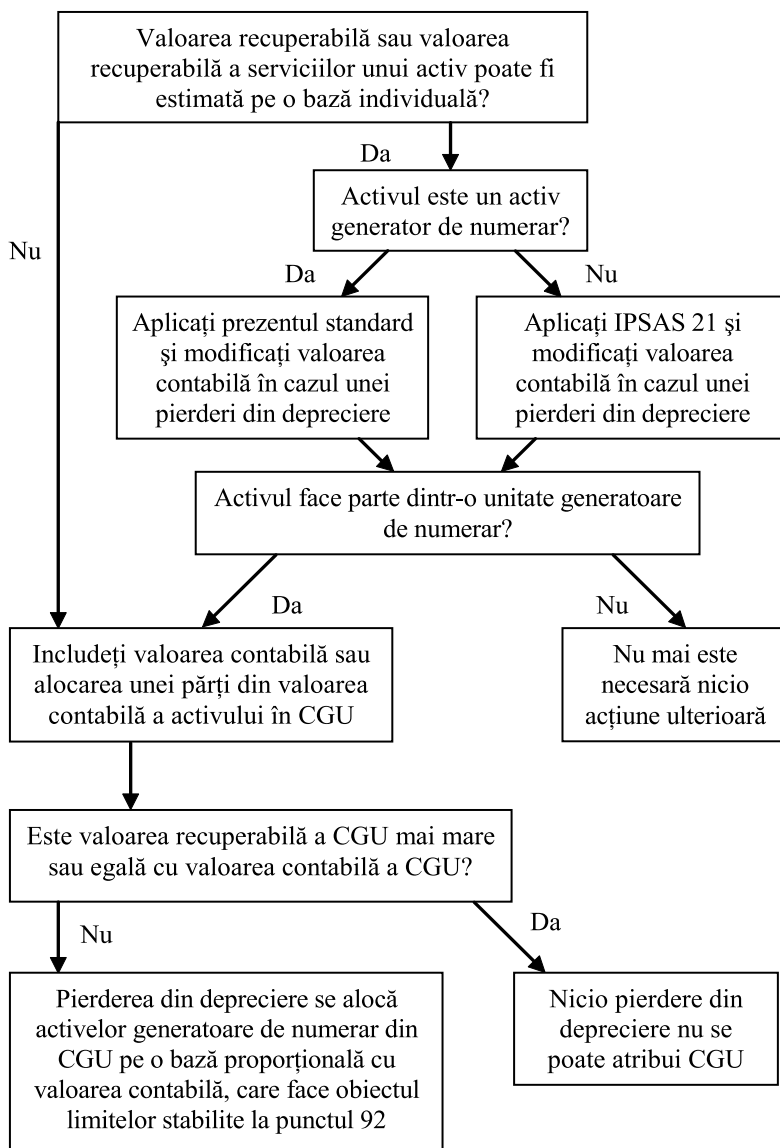 Valoarea recuperabilă sau valoarea
recuperabilă a serviciilor unui activ poate fi
estimată pe o bază individuală?
Da
Activul este un activ
generator de numerar?
Nu
Da
Nu
Aplicați prezentul standard
şi modificați valoarea
contabilă în cazul unei
pierderi din depreciere
Aplicați IPSAS 21 şi
modificați valoarea
contabilă în cazul unei
pierderi din depreciere
Activul face parte dintr-o unitate generatoare
de numerar?
Da
Nu
Includeți valoarea contabilă sau
alocarea unei părți din valoarea
contabilă a activului în CGU
Nu mai este
necesară nicio
acțiune ulterioară
Este valoarea recuperabilă a CGU mai mare
sau egală cu valoarea contabilă a CGU?
Nu
Da
Pierderea din depreciere se alocă
activelor generatoare de numerar din
CGU pe o bază proporțională cu
valoarea contabilă, care face obiectul
limitelor stabilite la punctul 92
Nicio pierdere din
depreciere nu se
poate atribui CGU